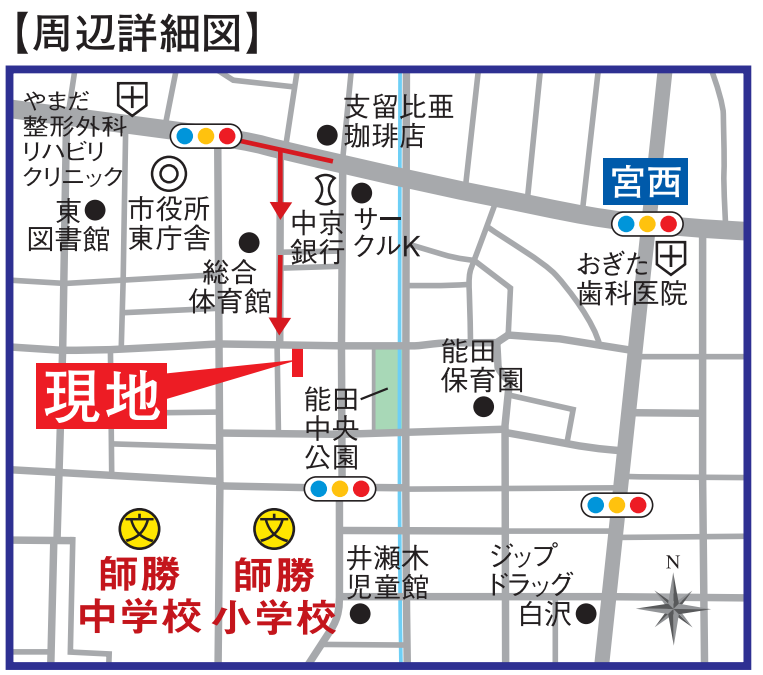 【周辺詳細図】
やまだ
整形外科
リハビリ
クリニック
支留比亜
珈琲店
宮西
市役所
東庁舎
東
図書館
中京
銀行
サー
クルK
総合
体育館
おぎた
歯科医院
現地
能田
保育園
能田
中央
公園
文
師勝
中学校
文
師勝
小学校
井瀬木
児童館
ジップ
ドラッグ
白沢
N